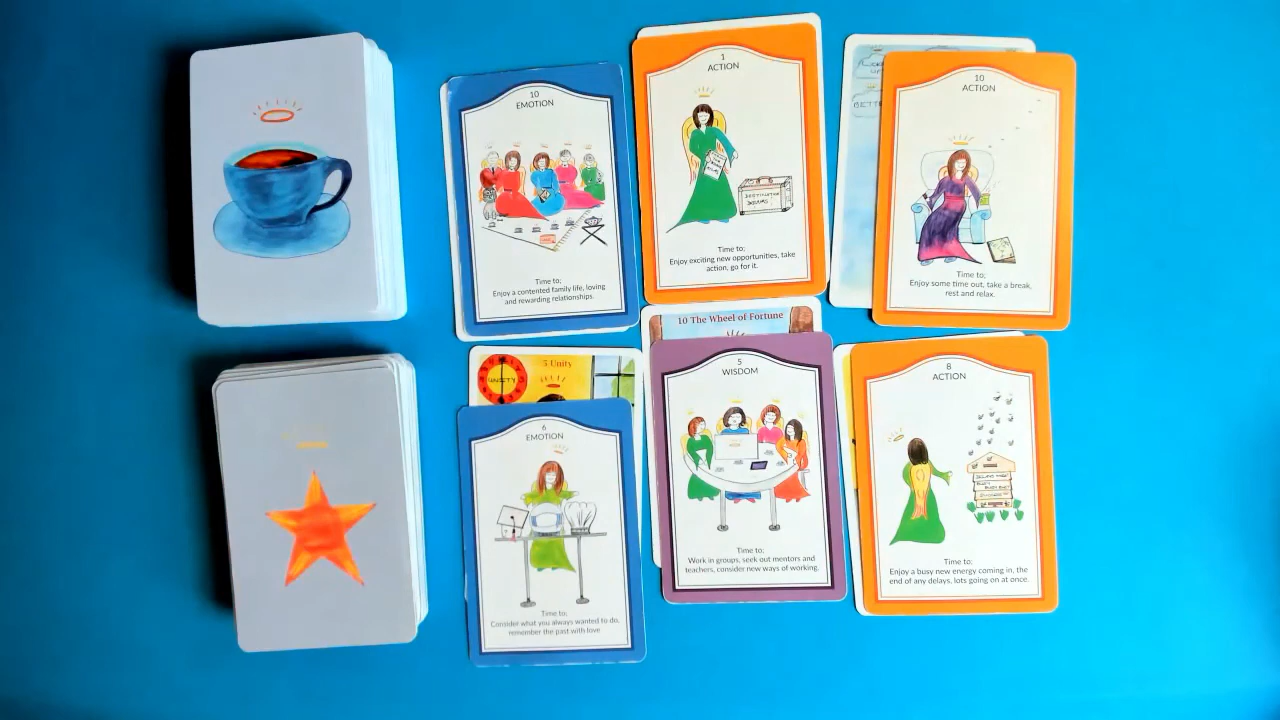 10
EMOTION
Time to:
Enjoy a contented family life, loving
and rewarding relationships.
1
ACTION
DESTINATION
Time to:
Enjoy exciting new opportunities, take
action, go for it.
10
ACTION
Time to:
Enjoy some time out, take a break,
rest and relax.
UNITY
5 Unity
6
EMOTION
Time to:
Consider what you always wanted to do,
remember the past with love
10 The Wheel of Fortune
5
WISDOM
Time to:
Work in groups, seek out mentors and
teachers, consider new ways of working.
8
ACTION
Time to:
Enjoy a busy new energy coming in, the
end of any delays, lots going on at once.